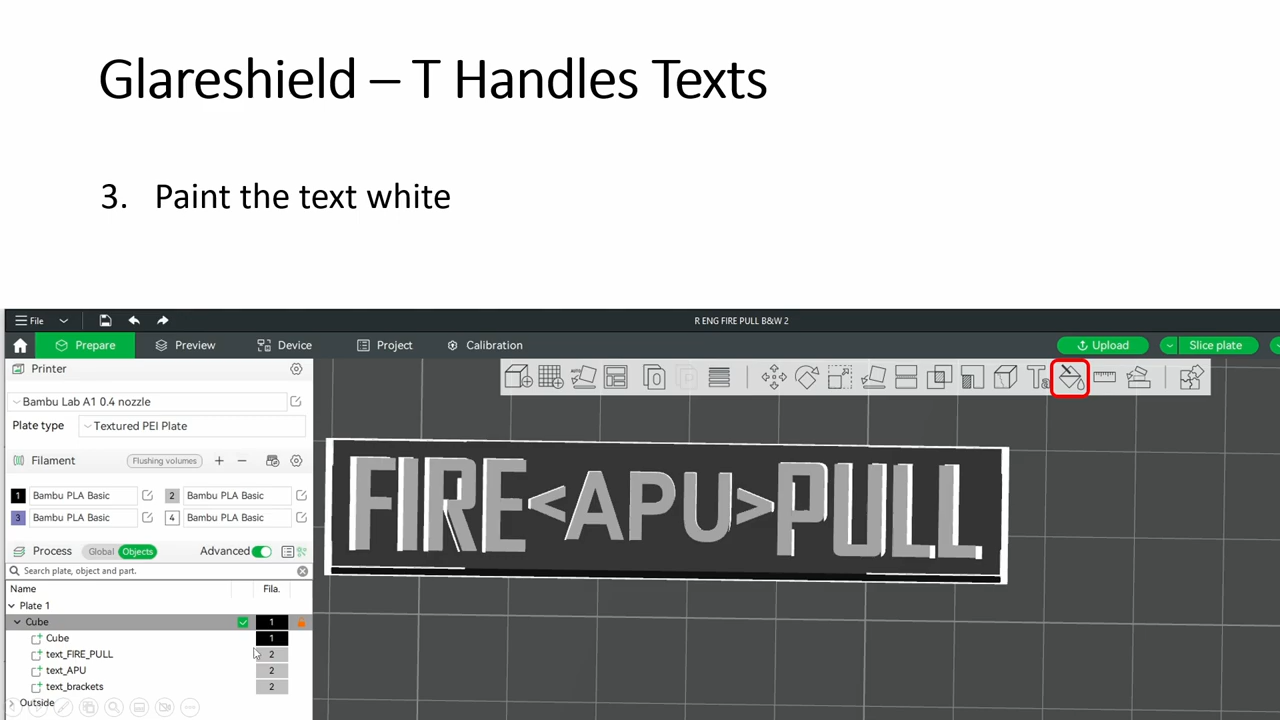 Glareshield – T Handles Texts
3. Paint the text white
File
R ENG FIRE PULL B&W 2
Prepare
Preview
Device
Project
Calibration
Upload
Slice plate
Printer
Bambu Lab A1 0.4 nozzle
Plate type
Textured PEI Plate
Filament
Flushing volumes
1 Bambu PLA Basic
2 Bambu PLA Basic
3 Bambu PLA Basic
4 Bambu PLA Basic
Process
Global
Objects
Advanced
Search plate, object and part.
Name Fila.
Plate 1
Cube 1
Cube 1
text_FIRE_PULL 2
text_APU 2
text_brackets 2
Outside
FIRE<APU>PULL